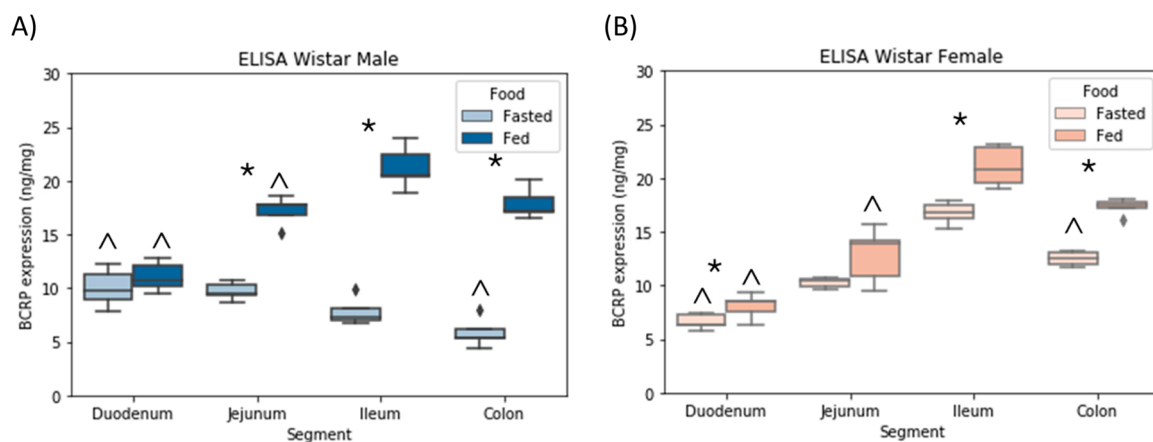 A)
ELISA Wistar Male
30
25
20
15
10
5
0
BCRP expression (ng/mg)
Food
Fasted
Fed
* * *
^ ^ ^ ^
Duodenum Jejunum Ileum Colon
Segment
(B)
ELISA Wistar Female
30
25
20
15
10
5
0
BCRP expression (ng/mg)
Food
Fasted
Fed
* * *
^ ^ ^ ^
Duodenum Jejunum Ileum Colon
Segment